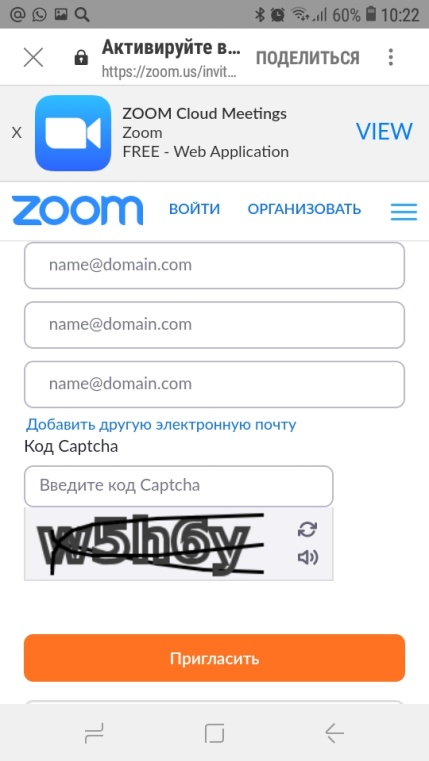 60% 10:22
Активируйте в...
https://zoom.us/invit...
ПОДЕЛИТЬСЯ
X
ZOOM Cloud Meetings
Zoom
FREE - Web Application
VIEW
zoom
ВОЙТИ
ОРГАНИЗОВАТЬ
name@domain.com
name@domain.com
name@domain.com
Добавить другую электронную почту
Код Captcha
Введите код Captcha
w5h6y
Пригласить